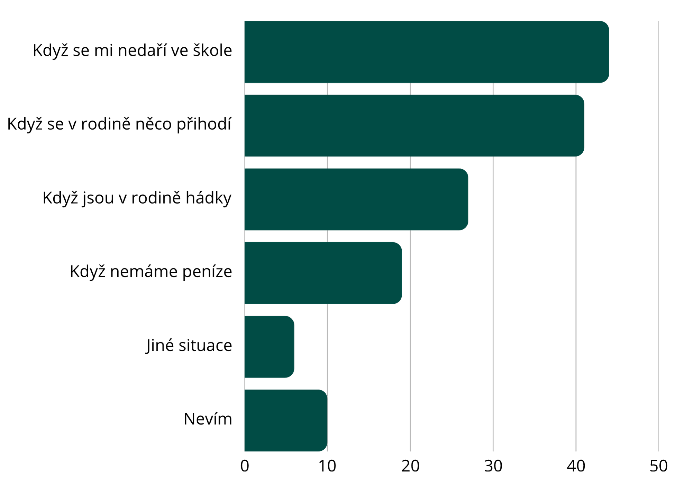 Když se mi nedaří ve škole
Když se v rodině něco přihodí
Když jsou v rodině hádky
Když nemáme peníze
Jiné situace
Nevím
0 10 20 30 40 50